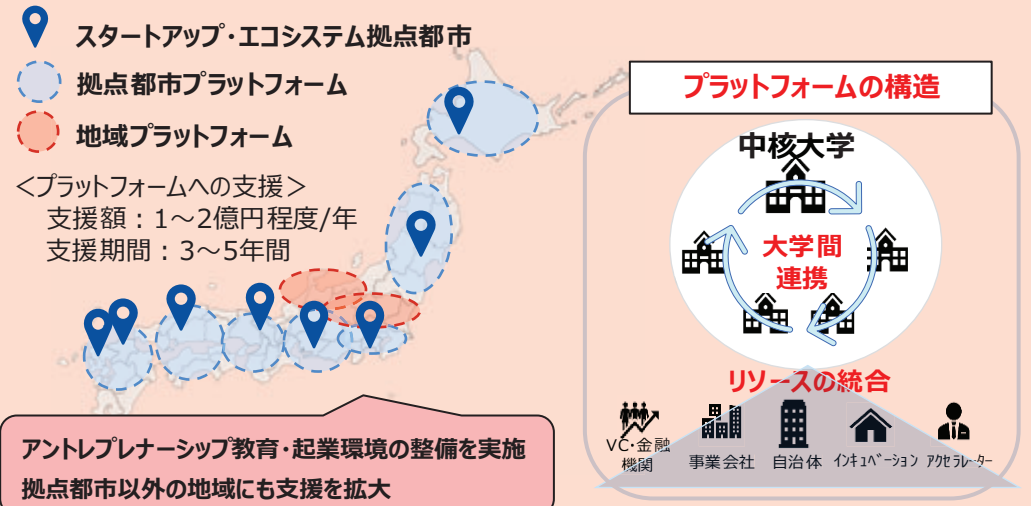 スタートアップ・エコシステム拠点都市
拠点都市プラットフォーム
地域プラットフォーム
＜プラットフォームへの支援＞
支援額：1～2億円程度/年
支援期間：3～5年間
アントレプレナーシップ教育・起業環境の整備を実施
拠点都市以外の地域にも支援を拡大
プラットフォームの構造
中核大学
大学間
連携
リソースの統合
VC・金融
機関
事業会社
自治体
ｲﾝｷｭﾍﾞｰｼｮﾝ
ｱｸｾﾗﾚｰﾀｰ